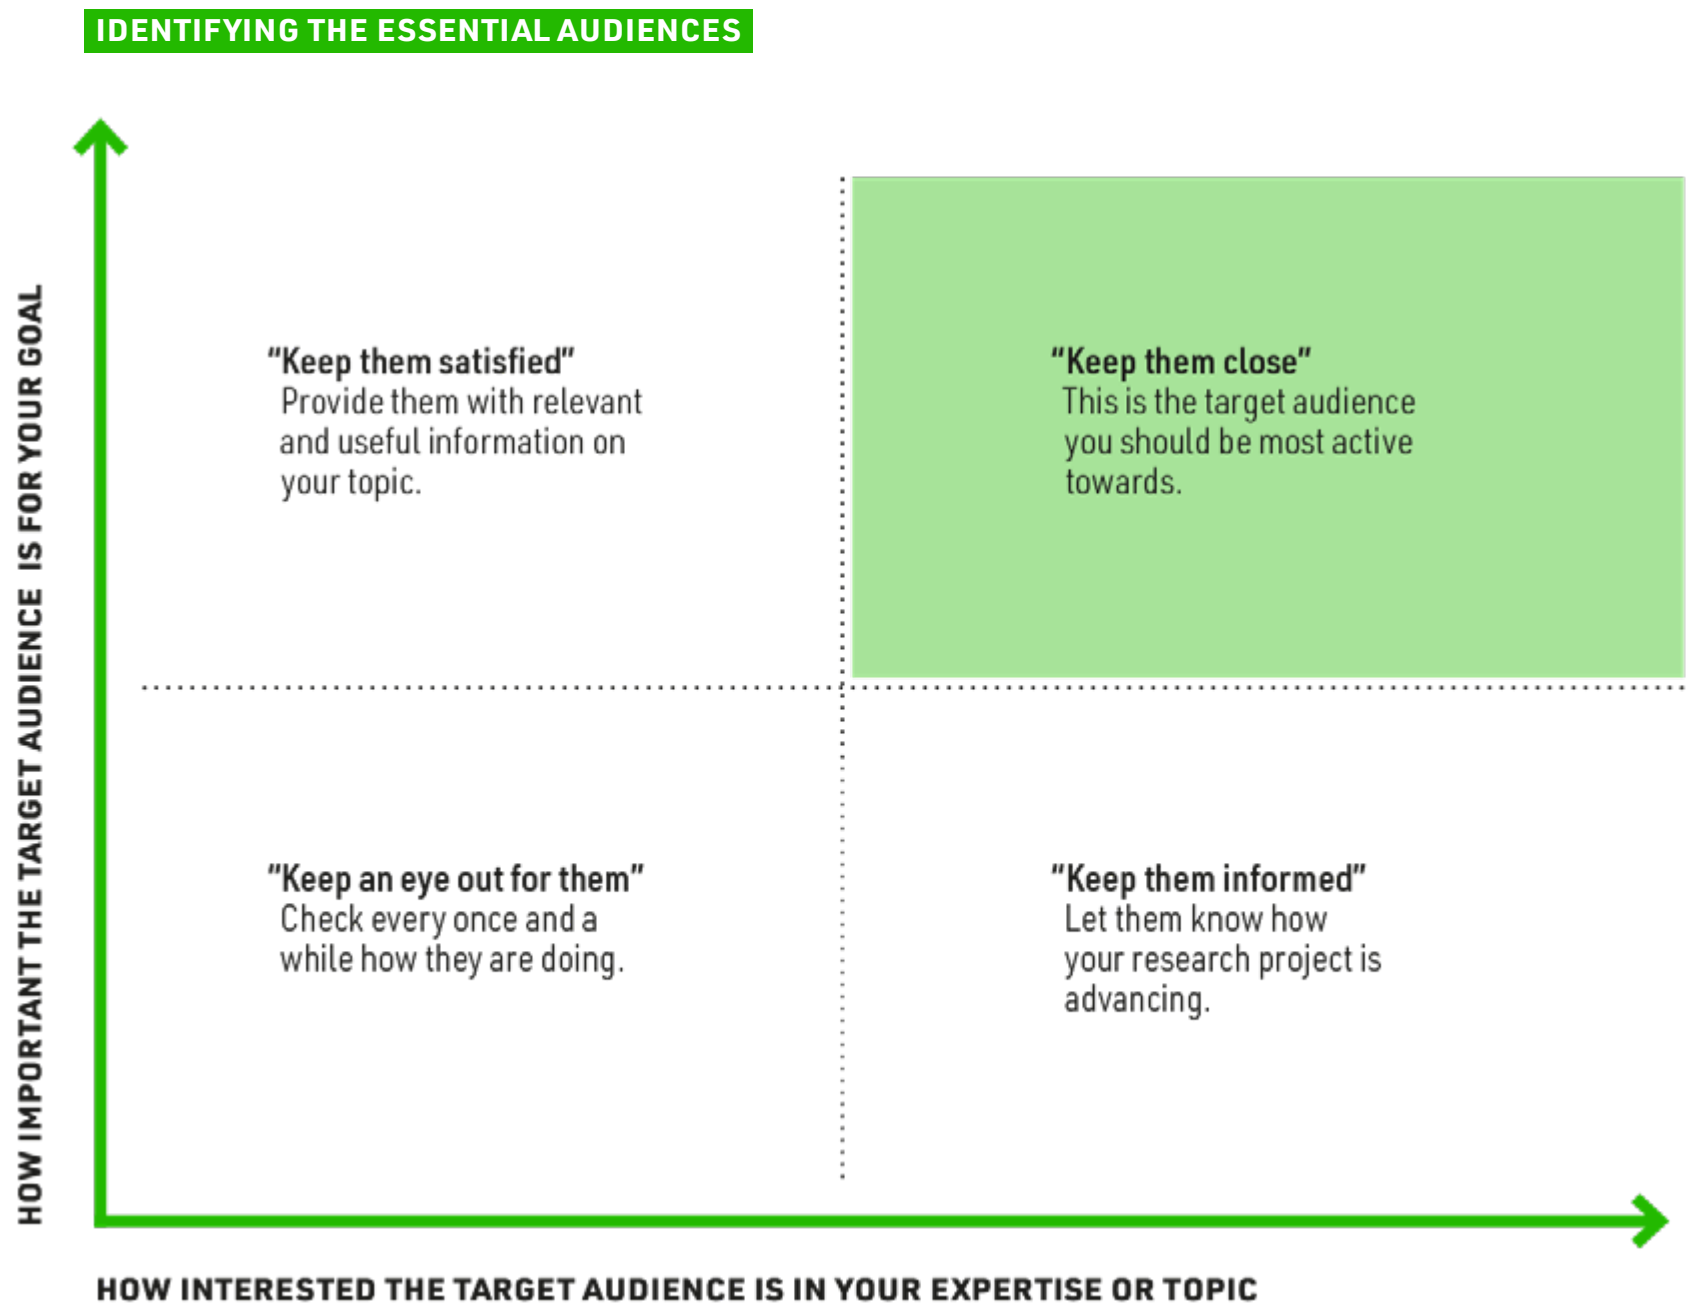 IDENTIFYING THE ESSENTIAL AUDIENCES
HOW IMPORTANT THE TARGET AUDIENCE IS FOR YOUR GOAL
“Keep them satisfied”
Provide them with relevant
and useful information on
your topic.
“Keep them close”
This is the target audience
you should be most active
towards.
“Keep an eye out for them”
Check every once and a
while how they are doing.
“Keep them informed”
Let them know how
your research project is
advancing.
HOW INTERESTED THE TARGET AUDIENCE IS IN YOUR EXPERTISE OR TOPIC